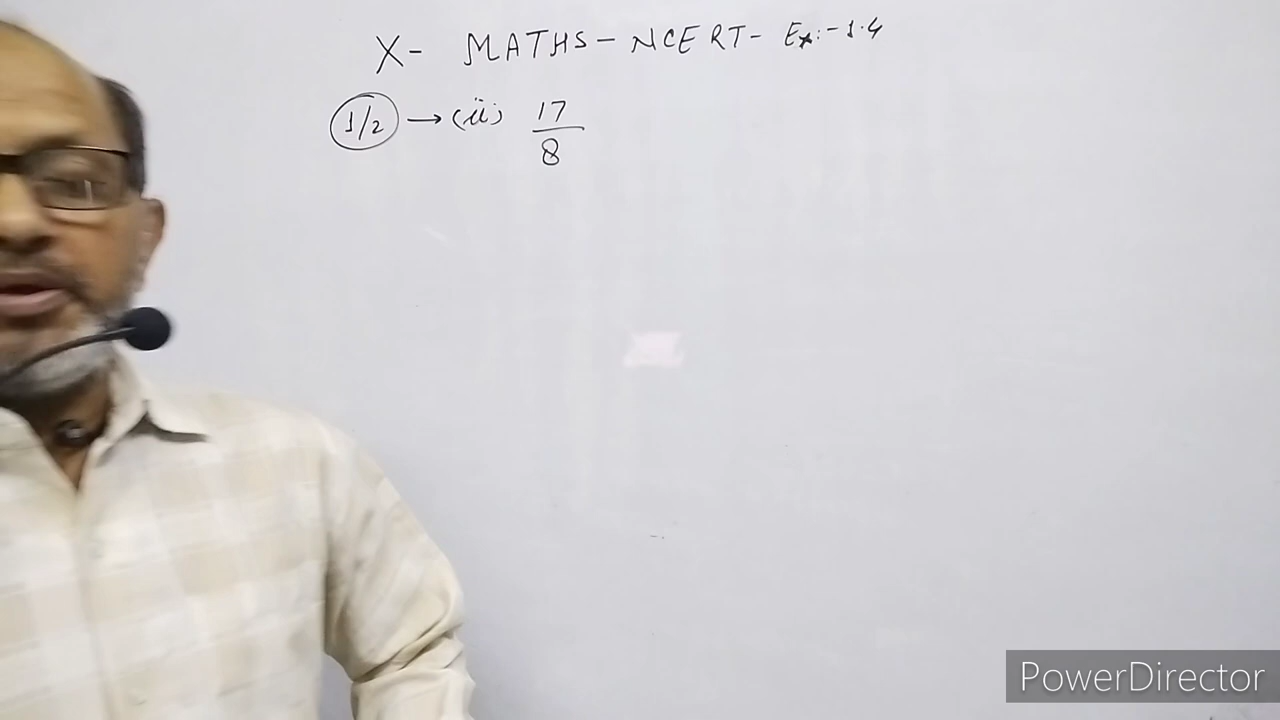 X- MATHS - NCERT - Ex:- 1.4
1/2 → (ii) 17/8
PowerDirector